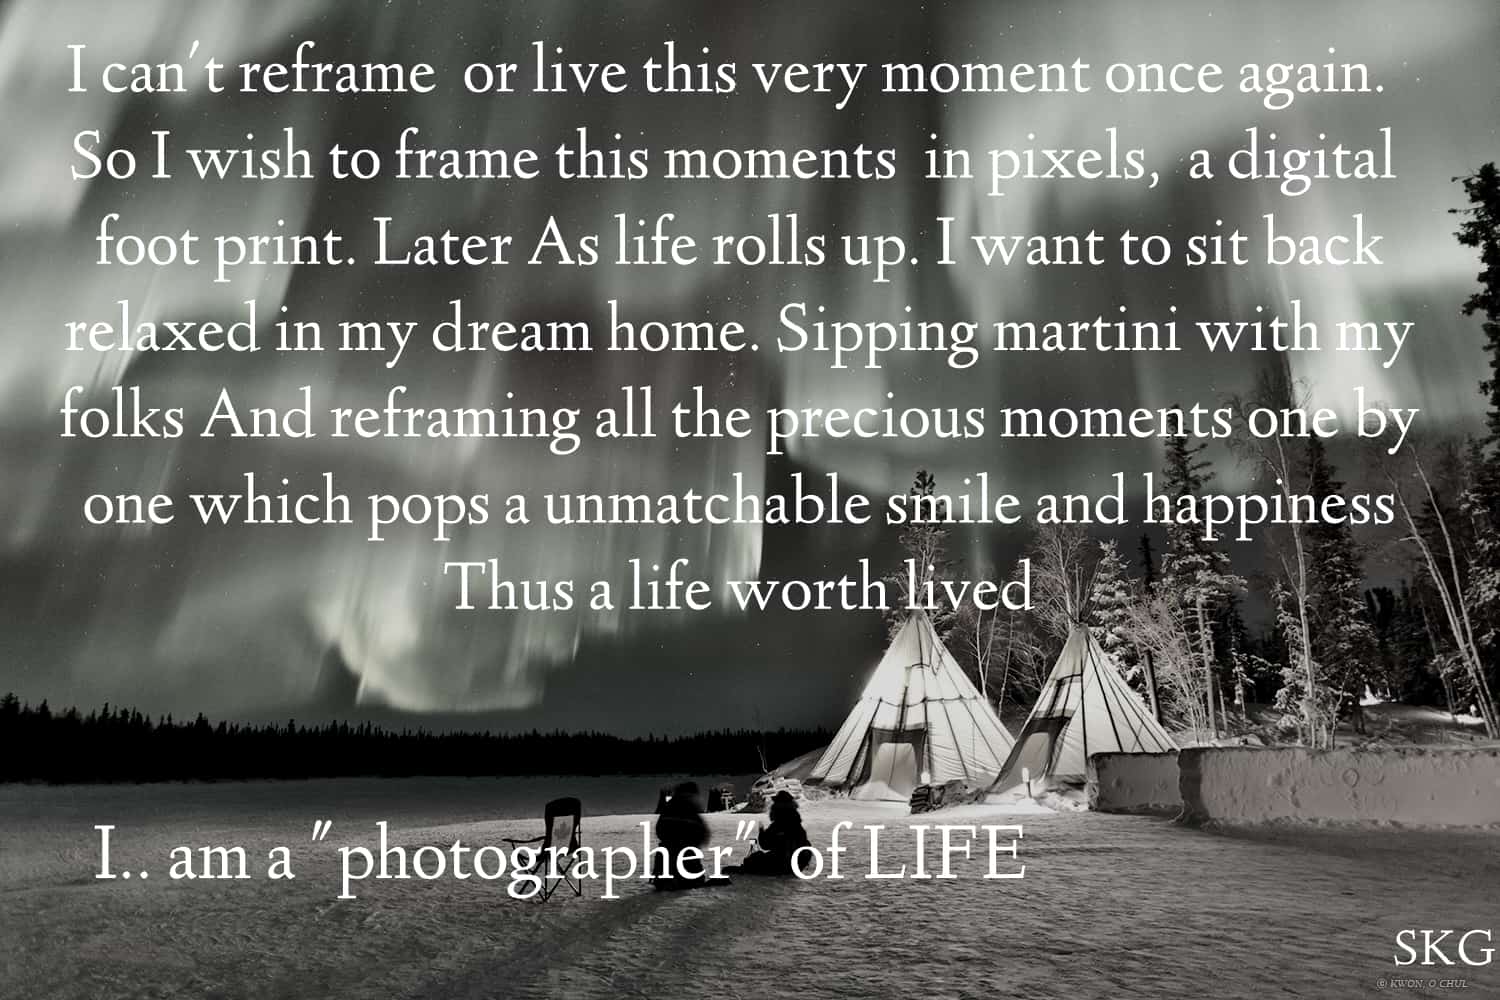 I can't reframe or live this very moment once again.
So I wish to frame this moments in pixels, a digital
foot print. Later As life rolls up. I want to sit back
relaxed in my dream home. Sipping martini with my
folks And reframing all the precious moments one by
one which pops a unmatchable smile and happiness
Thus a life worth lived
I.. am a "photographer" of LIFE
SKG
© KWON, O CHUL